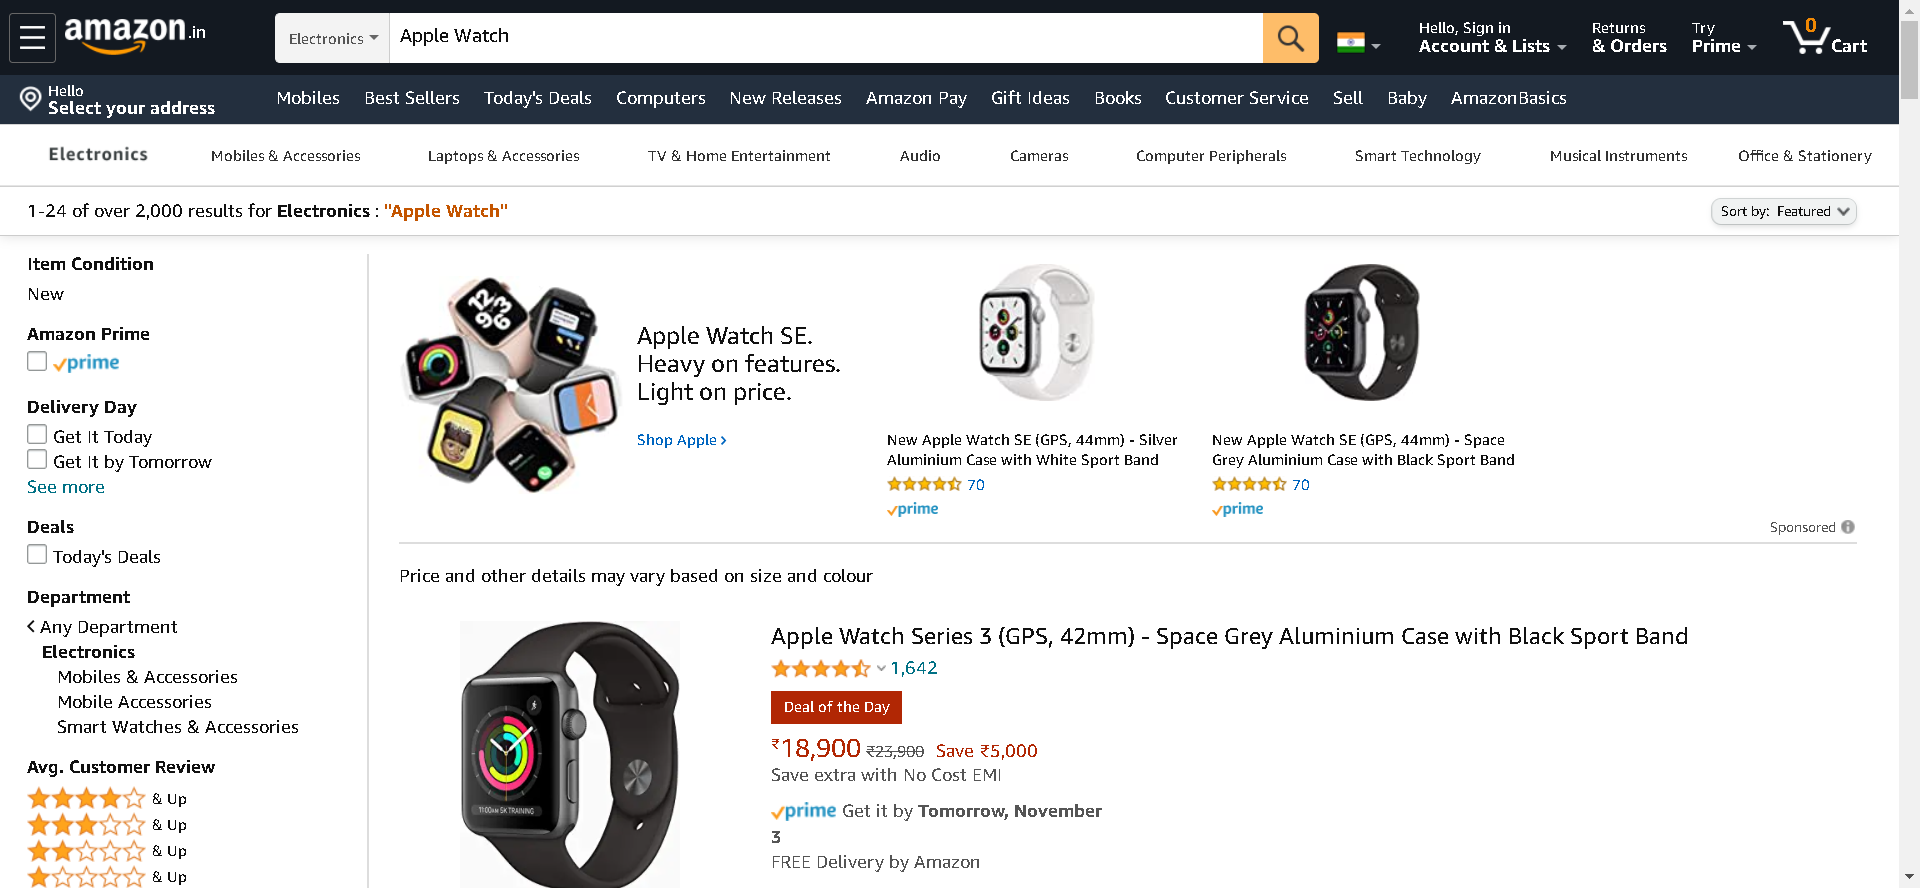 amazon.in
Electronics
Apple Watch
Hello, Sign in
Account & Lists
Returns
& Orders
Try
Prime
0
Cart
Hello
Select your address
Mobiles Best Sellers Today's Deals Computers New Releases Amazon Pay Gift Ideas Books Customer Service Sell Baby AmazonBasics
Electronics Mobiles & Accessories Laptops & Accessories TV & Home Entertainment Audio Cameras Computer Peripherals Smart Technology Musical Instruments Office & Stationery
1-24 of over 2,000 results for Electronics : "Apple Watch"
Sort by: Featured
Item Condition
New
Amazon Prime
prime
Delivery Day
Get It Today
Get It by Tomorrow
See more
Deals
Today's Deals
Department
Any Department
Electronics
Mobiles & Accessories
Mobile Accessories
Smart Watches & Accessories
Avg. Customer Review
& Up
& Up
& Up
& Up
Apple Watch SE.
Heavy on features.
Light on price.
Shop Apple ›
New Apple Watch SE (GPS, 44mm) - Silver
Aluminium Case with White Sport Band
70
prime
New Apple Watch SE (GPS, 44mm) - Space
Grey Aluminium Case with Black Sport Band
70
prime
Sponsored
Price and other details may vary based on size and colour
Apple Watch Series 3 (GPS, 42mm) - Space Grey Aluminium Case with Black Sport Band
1,642
Deal of the Day
₹18,900 ₹23,900 Save ₹5,000
Save extra with No Cost EMI
prime Get it by Tomorrow, November
3
FREE Delivery by Amazon
11:00AM 5K TRAINING